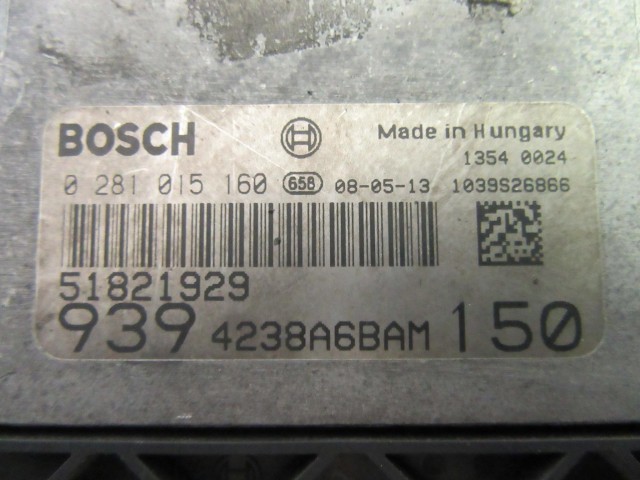 BOSCH Made in Hungary
1354 0024
0 281 015 160 658 08-05-13 1039S26866
51821929
939 4238A6BAM 150